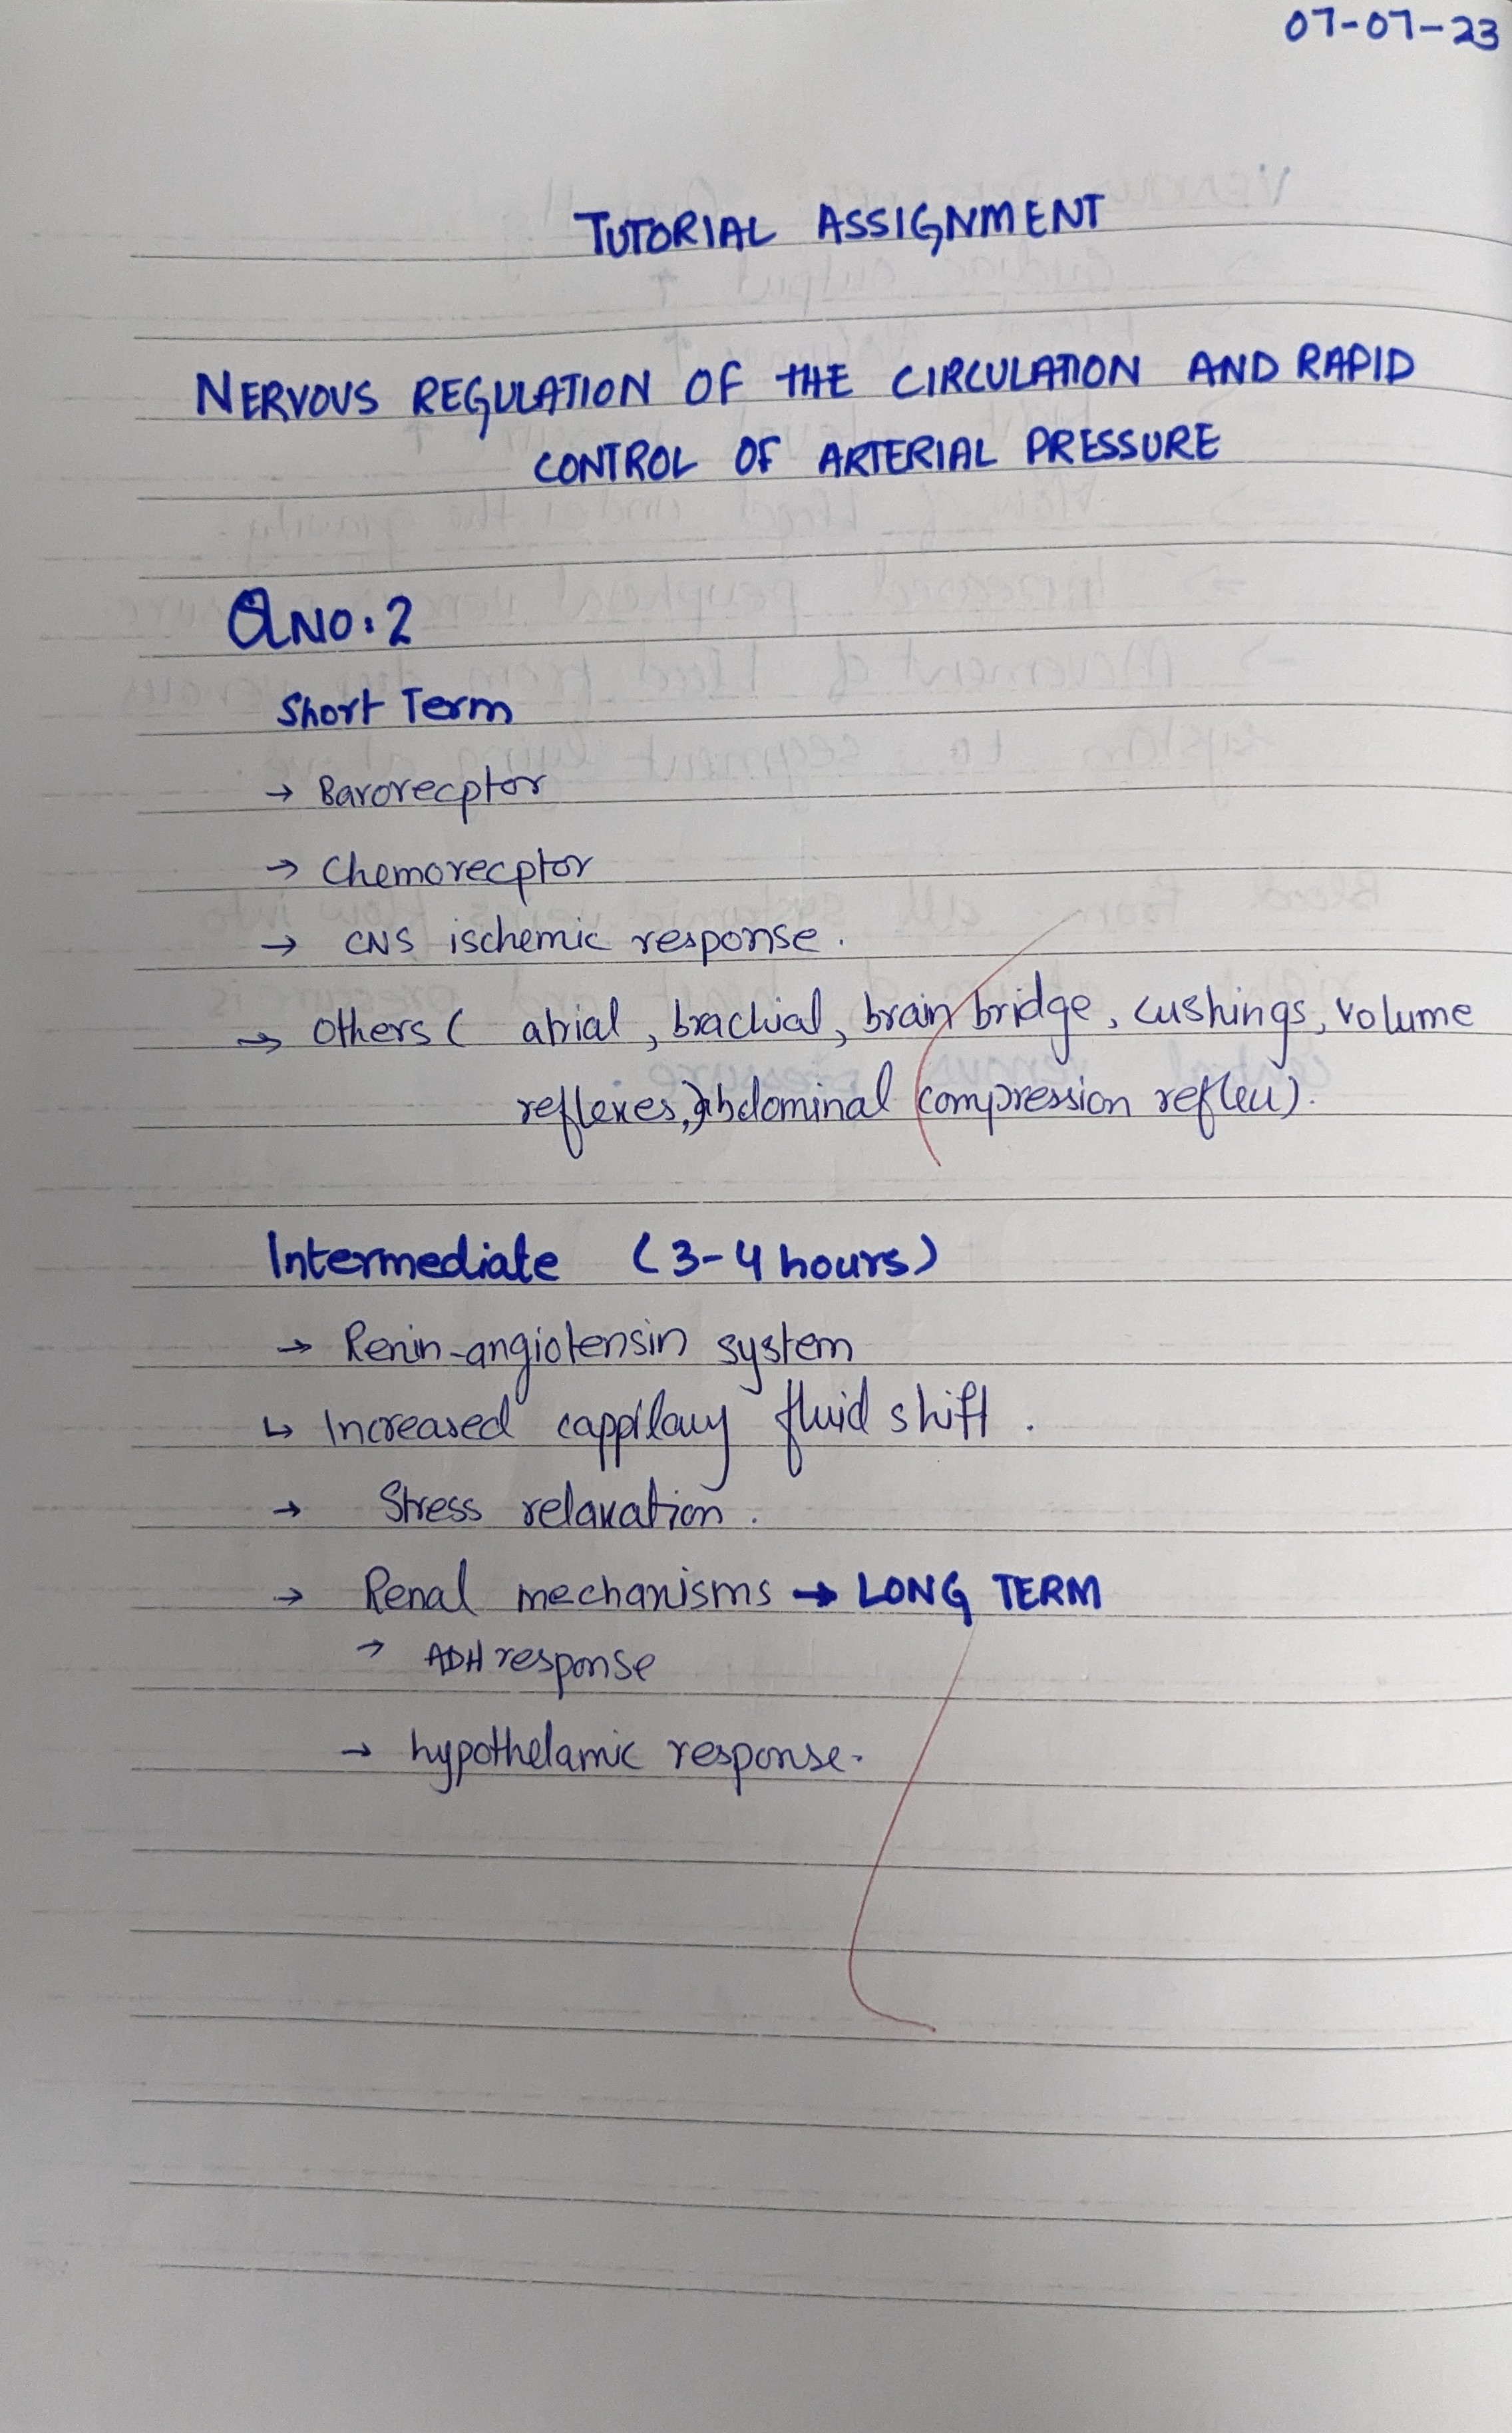 07-07-23
TUTORIAL ASSIGNMENT
NERVOUS REGULATION OF THE CIRCULATION AND RAPID
CONTROL OF ARTERIAL PRESSURE
QNO:2
Short Term
→ Barorecptor
→ Chemorecptor
→ CNS ischemic response.
→ Others ( atrial, brachial, brain bridge, cushings, volume
reflexes, abdominal compression reflex).
Intermediate (3-4 hours)
→ Renin-angiotensin system
↳ Increased cappilary fluid shift.
→ Stress relaxation.
→ Renal mechanisms → LONG TERM
→ ADH response
→ hypothelamic response.